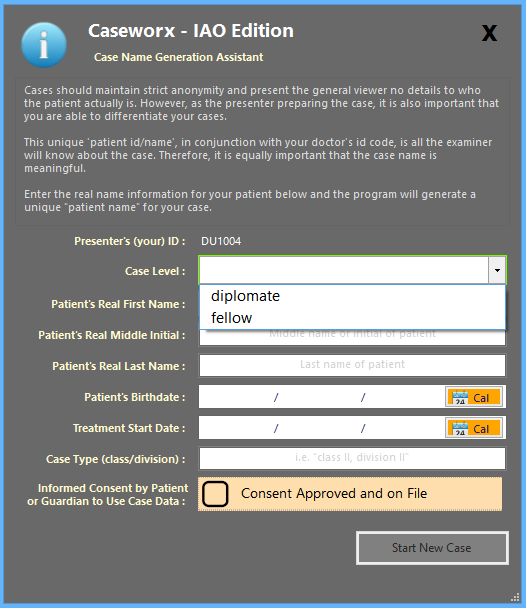 Caseworx - IAO Edition
X
Case Name Generation Assistant
Cases should maintain strict anonymity and present the general viewer no details to who
the patient actually is. However, as the presenter preparing the case, it is also important that
you are able to differentiate your cases.
This unique 'patient id/name', in conjunction with your doctor's id code, is all the examiner
will know about the case. Therefore, it is equally important that the case name is
meaningful.
Enter the real name information for your patient below and the program will generate a
unique "patient name" for your case.
Presenter's (your) ID : DU1004
Case Level :
diplomate
fellow
Patient's Real First Name :
Patient's Real Middle Initial : Middle name or initial of patient
Patient's Real Last Name : Last name of patient
Patient's Birthdate : / / 24 Cal
Treatment Start Date : / / 24 Cal
Case Type (class/division) : i.e. "class II, division II"
Informed Consent by Patient
or Guardian to Use Case Data : Consent Approved and on File
Start New Case